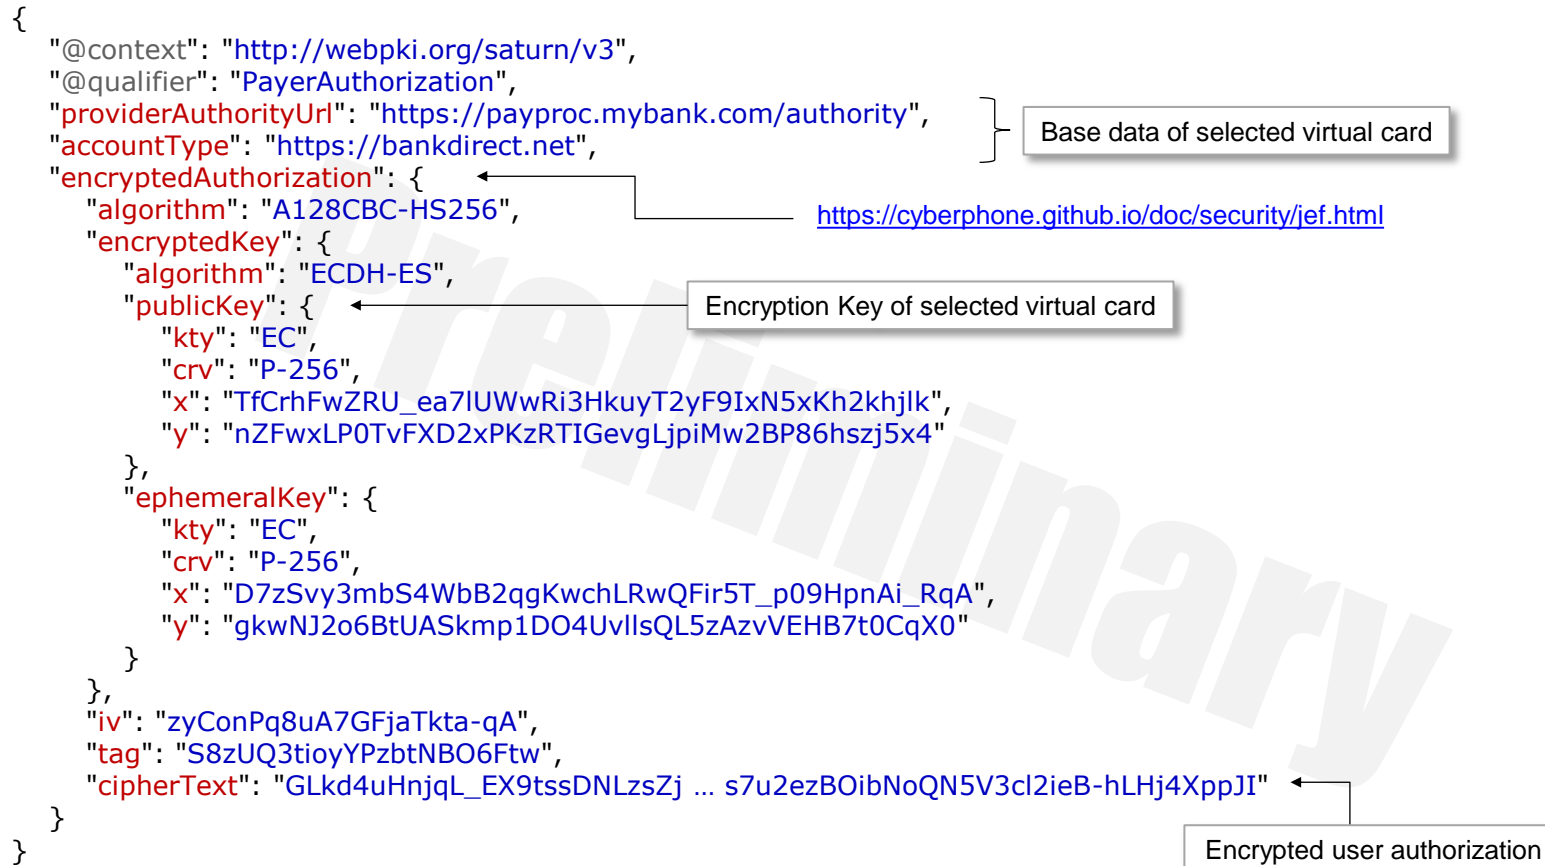 {
"@context": "http://webpki.org/saturn/v3",
"@qualifier": "PayerAuthorization",
"providerAuthorityUrl": "https://payproc.mybank.com/authority",
Base data of selected virtual card
"accountType": "https://bankdirect.net",
"encryptedAuthorization": {
"algorithm": "A128CBC-HS256",
https://cyberphone.github.io/doc/security/jef.html
"encryptedKey": {
"algorithm": "ECDH-ES",
"publicKey": {
Encryption Key of selected virtual card
"kty": "EC",
"crv": "P-256",
"x": "TfCrhFwZRU_ea7lUWwRi3HkuyT2yF9IxN5xKh2khjlk",
"y": "nZFwxLP0TvFXD2xPKzRTIGevgLjpiMw2BP86hszj5x4"
},
"ephemeralKey": {
"kty": "EC",
"crv": "P-256",
"x": "D7zSvy3mbS4WbB2qgKwchLRwQFir5T_p09HpnAi_RqA",
"y": "gkwNJ2o6BtUASkmp1DO4UvllsQL5zAzvVEHB7t0CqX0"
}
},
"iv": "zyConPq8uA7GFjaTkta-qA",
"tag": "S8zUQ3tioyYPzbtNBO6Ftw",
"cipherText": "GLkd4uHnjqL_EX9tssDNLzsZj … s7u2ezBOibNoQN5V3cl2ieB-hLHj4XppJI"
}
Encrypted user authorization
}
Preliminary